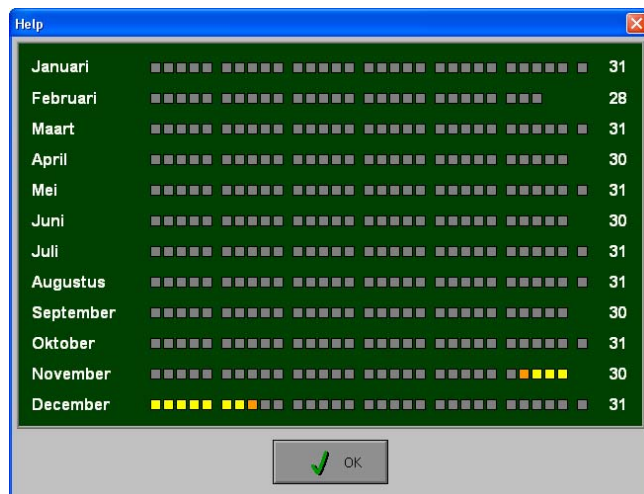 Help
Januari 31
Februari 28
Maart 31
April 30
Mei 31
Juni 30
Juli 31
Augustus 31
September 30
Oktober 31
November 30
December 31
OK